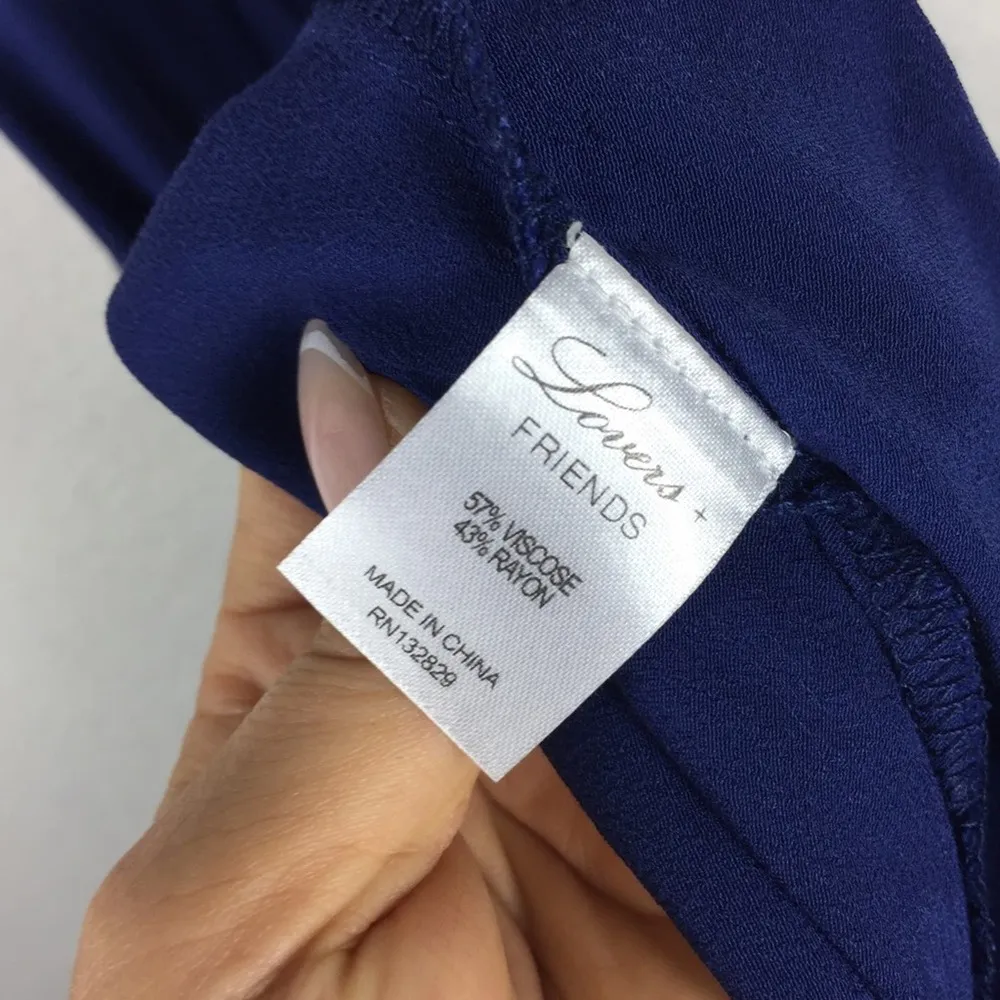 Lovers +
FRIENDS
57% VISCOSE
43% RAYON
MADE IN CHINA
RN132829